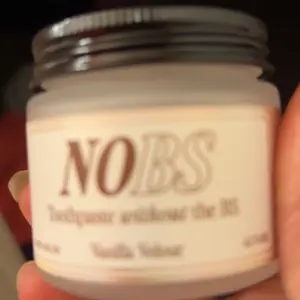 NOBS
Toothpaste without the BS
Vanilla Velour